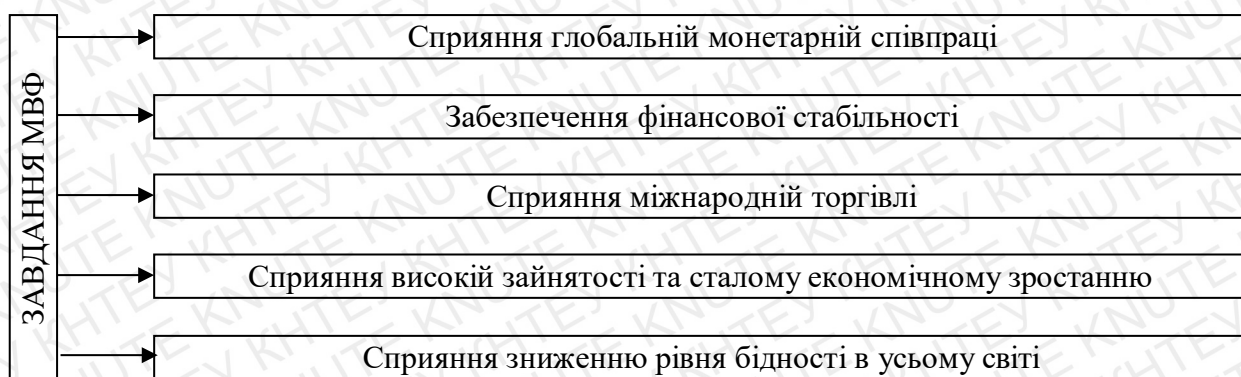 ЗАВДАННЯ МВФ
Сприяння глобальній монетарній співпраці
Забезпечення фінансової стабільності
Сприяння міжнародній торгівлі
Сприяння високій зайнятості та сталому економічному зростанню
Сприяння зниженню рівня бідності в усьому світі